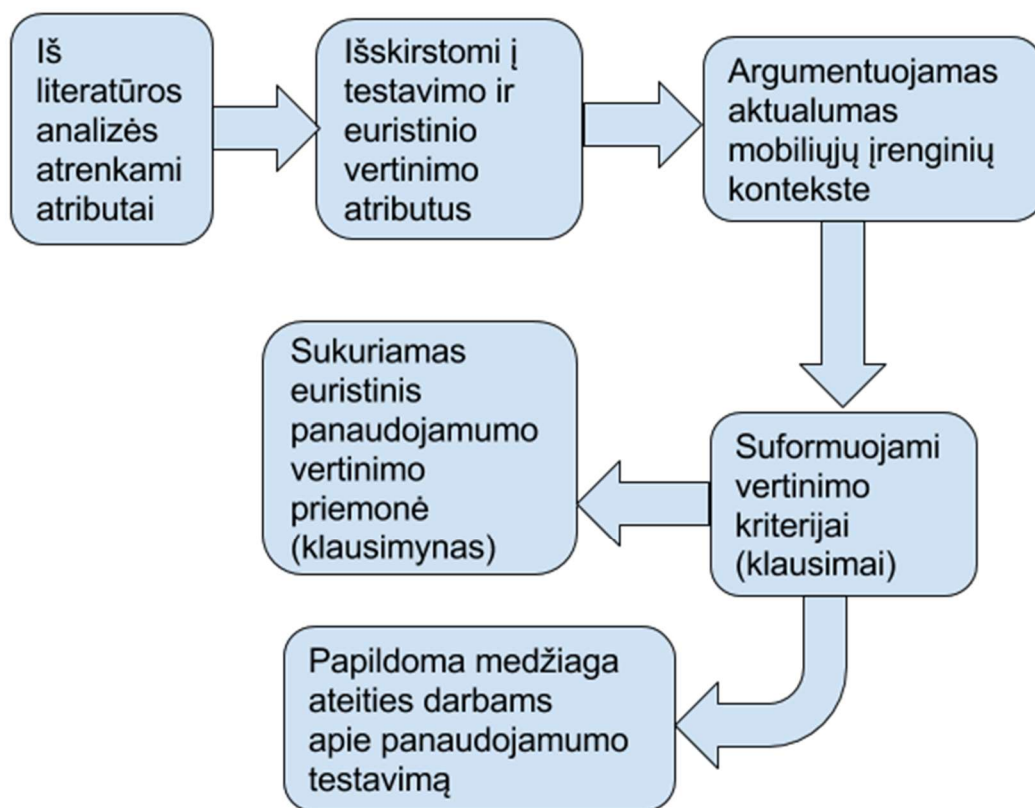 Iš
literatūros
analizės
atrenkami
atributai
Išskirstomi į
testavimo ir
euristinio
vertinimo
atributus
Argumentuojamas
aktualumas
mobiliųjų įrenginių
kontekste
Suformuojami
vertinimo
kriterijai
(klausimai)
Sukuriamas
euristinis
panaudojamumo
vertinimo
priemonė
(klausimynas)
Papildoma medžiaga
ateities darbams
apie panaudojamumo
testavimą